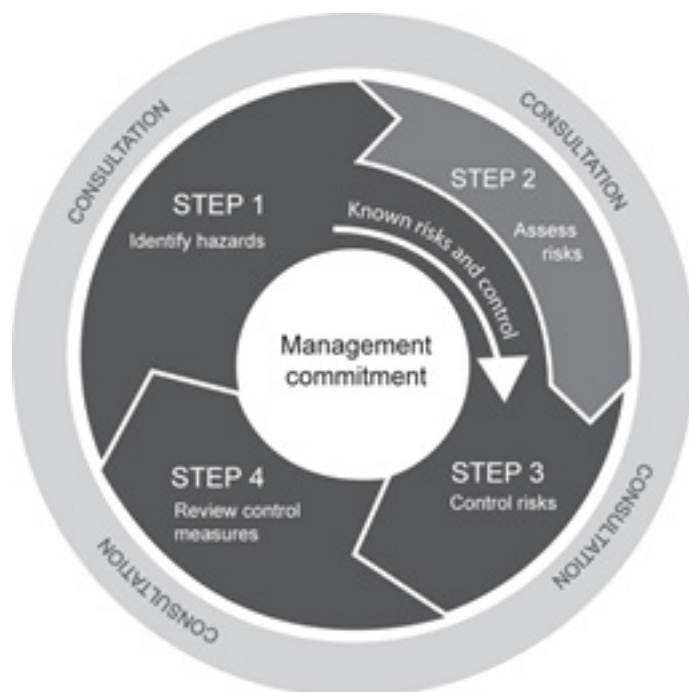 CONSULTATION
CONSULTATION
STEP 1
Identify hazards
STEP 2
Assess
risks
Known risks and control
Management
commitment
STEP 4
Review control
measures
STEP 3
Control risks
CONSULTATION
CONSULTATION